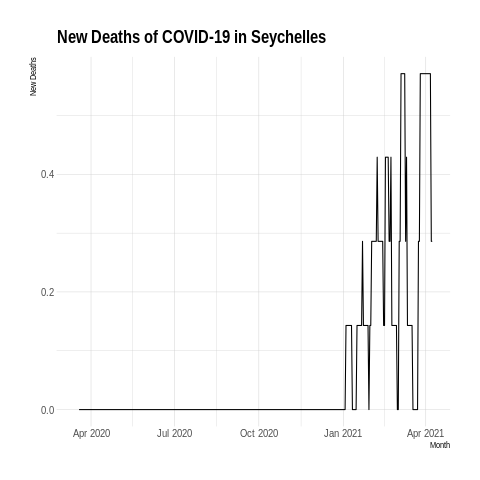 New Deaths of COVID-19 in Seychelles
New Deaths
0.4
0.2
0.0
Apr 2020 Jul 2020 Oct 2020 Jan 2021 Apr 2021
Month